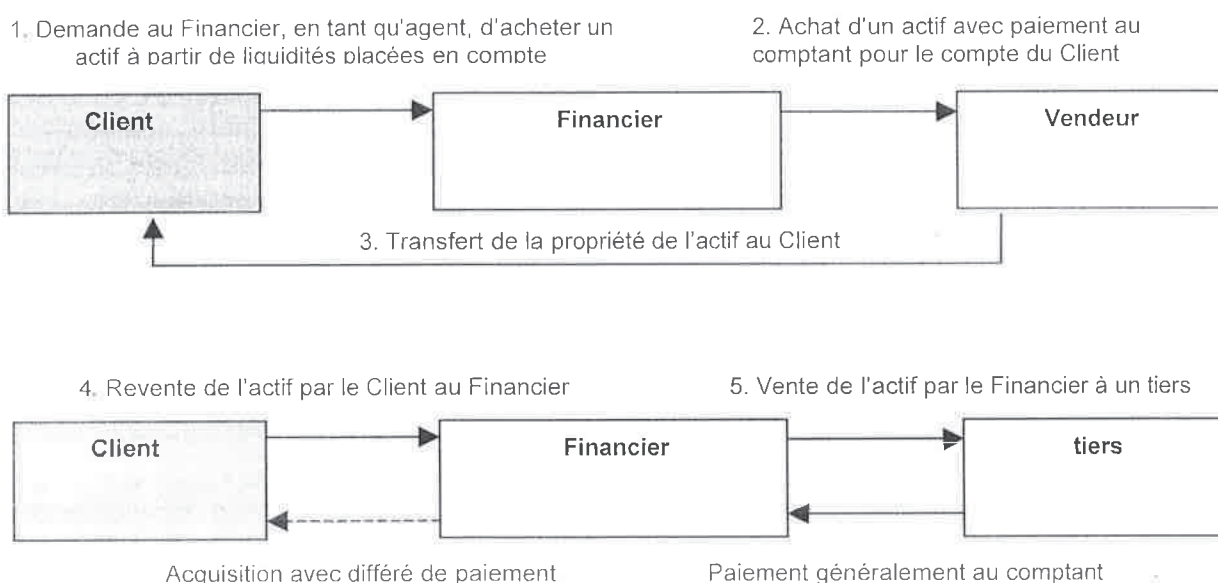 1. Demande au Financier, en tant qu'agent, d'acheter un
actif à partir de liquidités placées en compte
2. Achat d'un actif avec paiement au
comptant pour le compte du Client
Client
Financier
Vendeur
3. Transfert de la propriété de l'actif au Client
4. Revente de l'actif par le Client au Financier
5. Vente de l'actif par le Financier à un tiers
Client
Financier
tiers
Acquisition avec différé de paiement
Paiement généralement au comptant